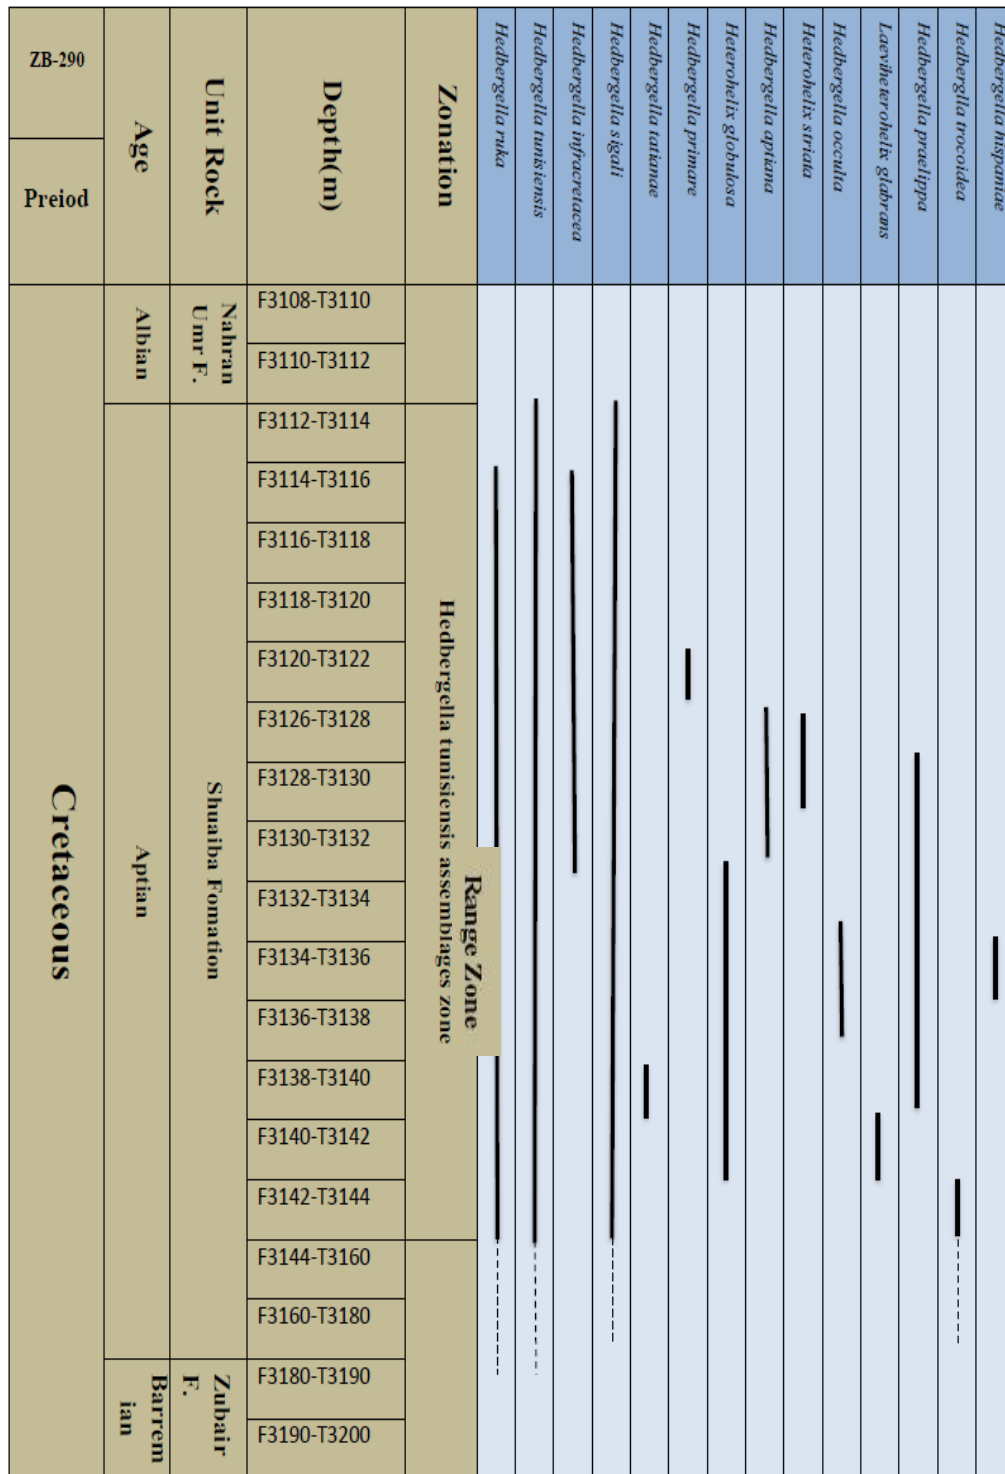 ZB-290
Preiod
Age
Unit Rock
Depth(m)
Zonation
Hedbergella ruka
Hedbergella tunisiensis
Hedbergella infracretacea
Hedbergella sigali
Hedbergella tatianae
Hedbergella primare
Heterohelix globulosa
Hedbergella aptiana
Heterohelix striata
Hedbergella occulta
Laeviheterohelix glabrans
Hedbergella praelippa
Hedberglla trocoidea
Hedbergella hispaniae
Cretaceous
Albian
Aptian
Barrem
ian
Nahran
Umr F.
Shuaiba Fomation
Zubair
F.
F3108-T3110
F3110-T3112
F3112-T3114
F3114-T3116
F3116-T3118
F3118-T3120
F3120-T3122
F3126-T3128
F3128-T3130
F3130-T3132
F3132-T3134
F3134-T3136
F3136-T3138
F3138-T3140
F3140-T3142
F3142-T3144
F3144-T3160
F3160-T3180
F3180-T3190
F3190-T3200
Hedbergella tunisiensis assemblages zone
Range Zone